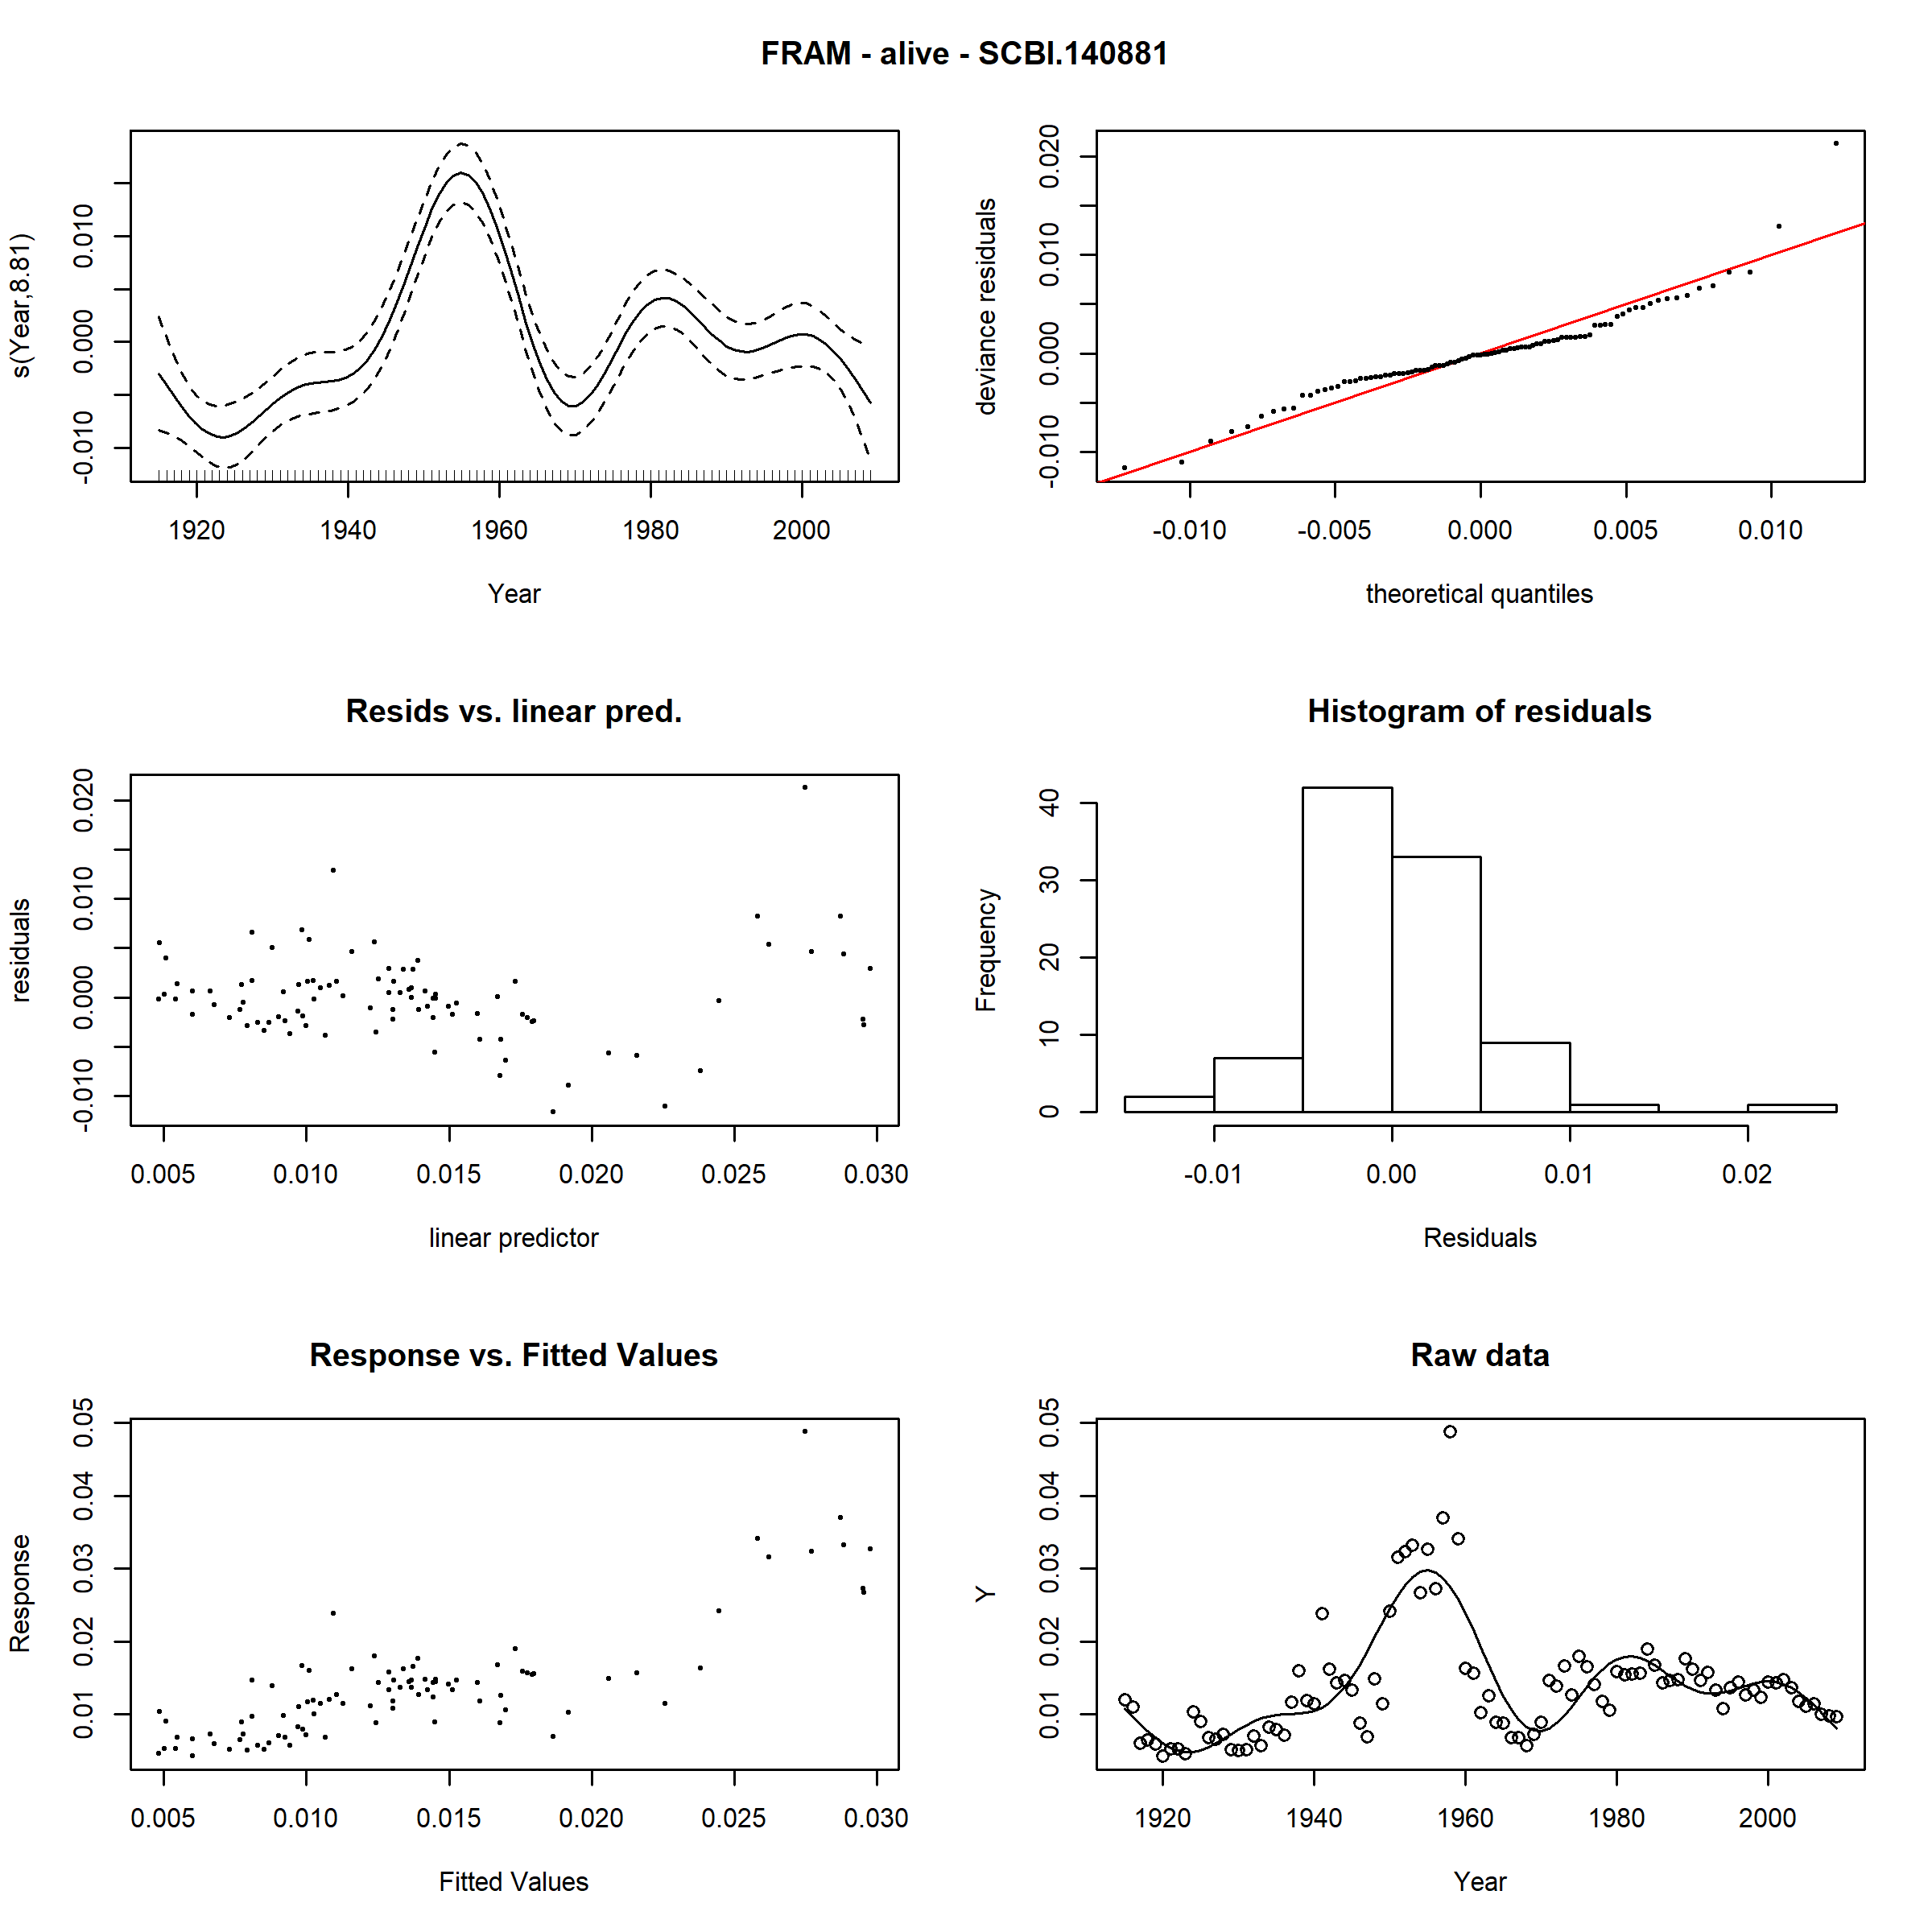 FRAM - alive - SCBI.140881
s(Year,8.81)
-0.010 0.000 0.010
1920 1940 1960 1980 2000
Year
deviance residuals
-0.010 0.000 0.010 0.020
-0.010 -0.005 0.000 0.005 0.010
theoretical quantiles
Resids vs. linear pred.
residuals
-0.010 0.000 0.010 0.020
0.005 0.010 0.015 0.020 0.025 0.030
linear predictor
Histogram of residuals
Frequency
0 10 20 30 40
-0.01 0.00 0.01 0.02
Residuals
Response vs. Fitted Values
Response
0.01 0.02 0.03 0.04 0.05
0.005 0.010 0.015 0.020 0.025 0.030
Fitted Values
Raw data
Y
0.01 0.02 0.03 0.04 0.05
1920 1940 1960 1980 2000
Year